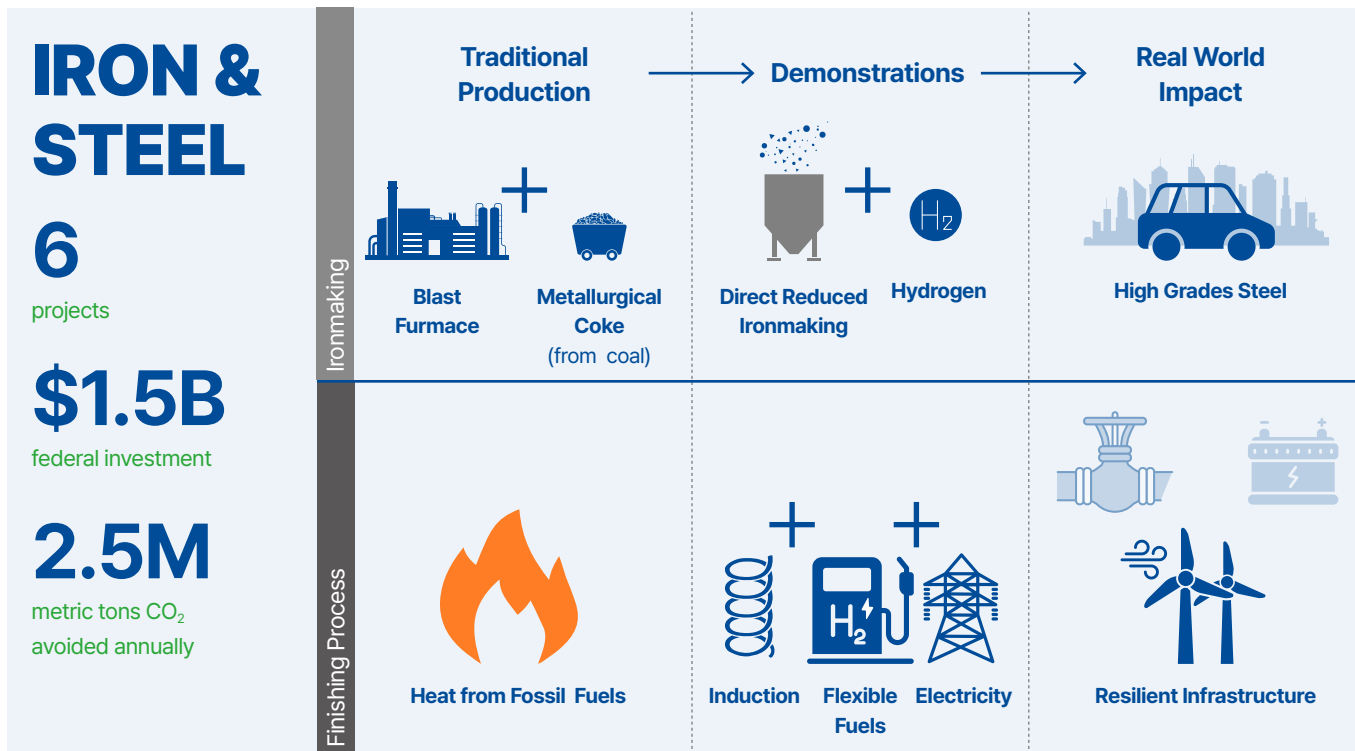 IRON &
STEEL
6
projects
$1.5B
federal investment
2.5M
metric tons CO₂
avoided annually
Ironmaking
Traditional
Production
Demonstrations
Real World
Impact
Blast
Furmace
Metallurgical
Coke
(from coal)
H₂
Direct Reduced
Ironmaking
Hydrogen
High Grades Steel
Finishing Process
Heat from Fossil Fuels
H₂
Induction
Flexible
Fuels
Electricity
- +
Resilient Infrastructure